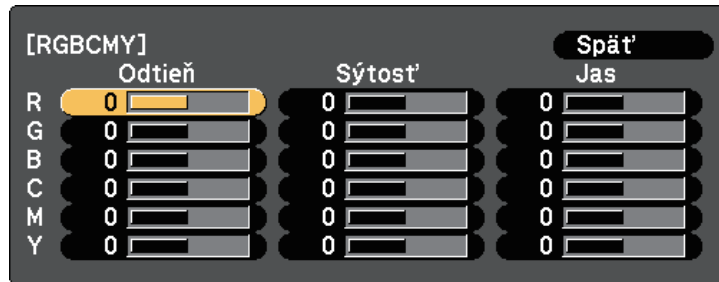 [RGBCMY] Späť
Odtieň Sýtosť Jas
R 0 0 0
G 0 0 0
B 0 0 0
C 0 0 0
M 0 0 0
Y 0 0 0